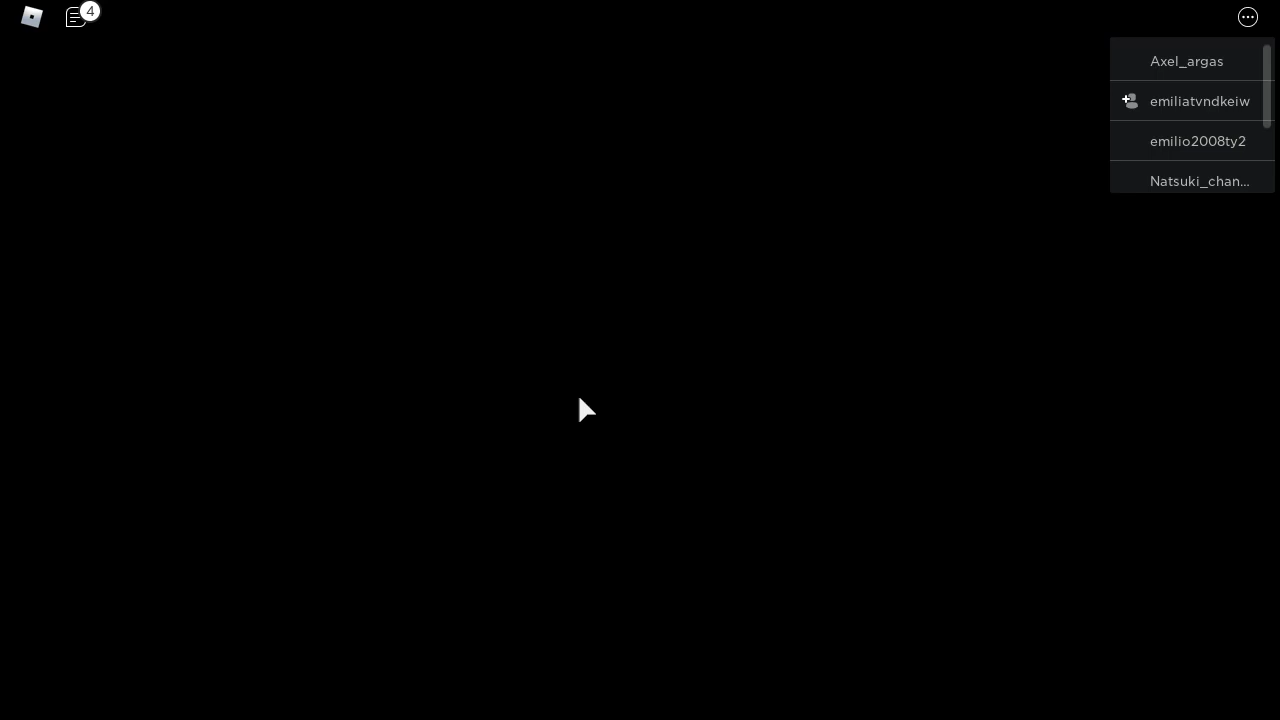 4
Axel_argas
emiliatvndkeiw
emilio2008ty2
Natsuki_chan...